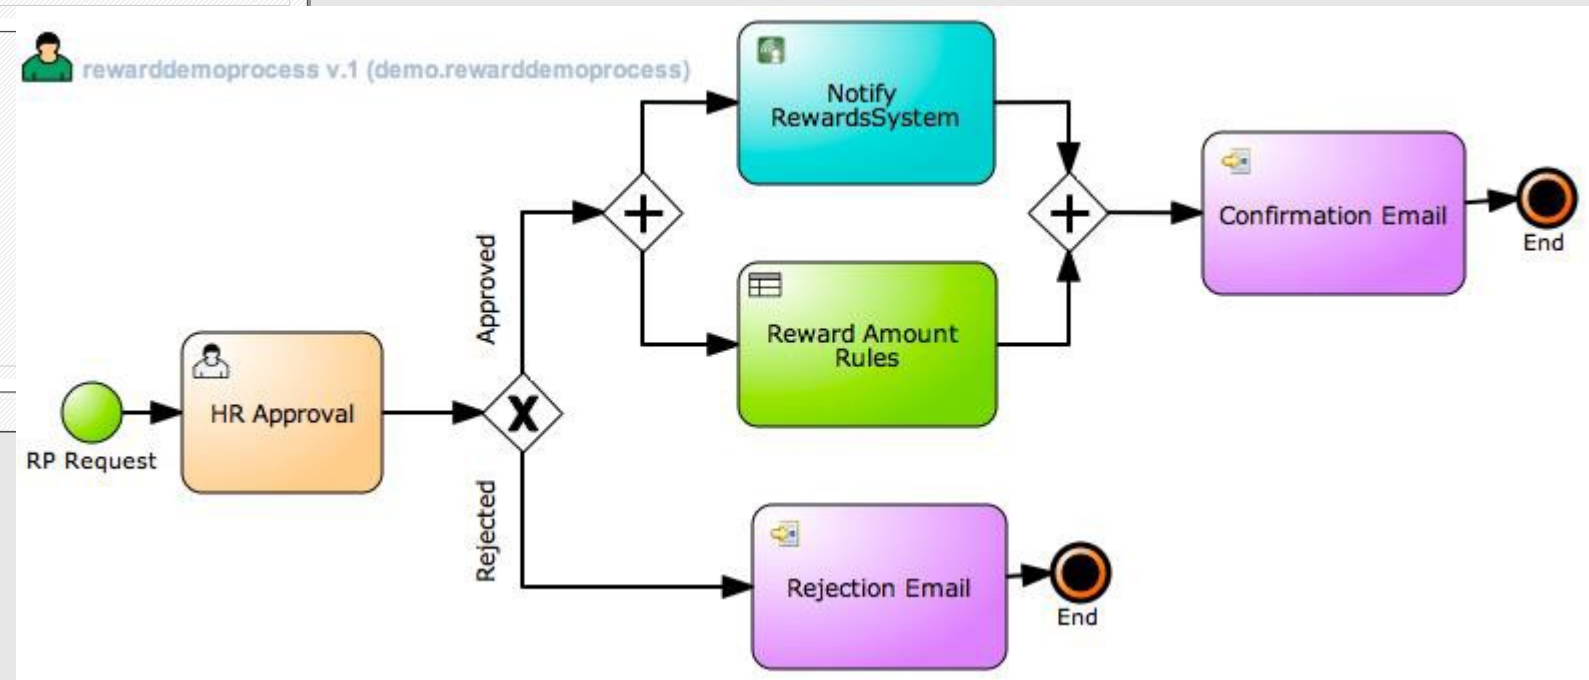 rewarddemoprocess v.1 (demo.rewarddemoprocess)
Notify
RewardsSystem
Confirmation Email
End
Approved
Reward Amount
Rules
HR Approval
X
RP Request
Rejected
Rejection Email
End